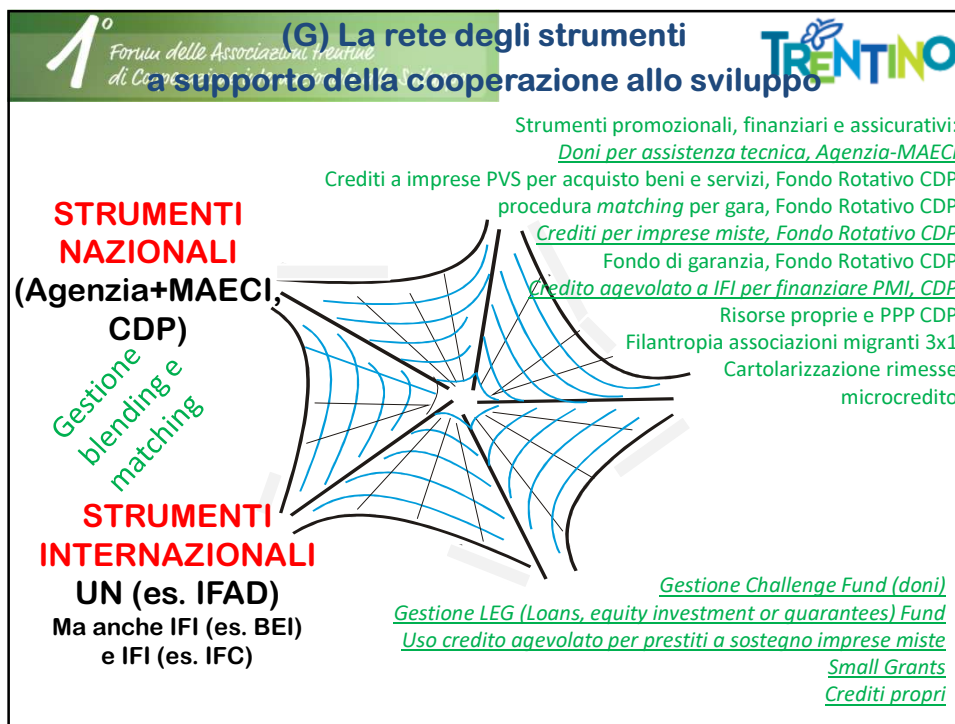 1°
Forum delle Associazioni trentine
di Cooperazione internazionale allo Sviluppo
(G) La rete degli strumenti
a supporto della cooperazione allo sviluppo
TRENTINO
Strumenti promozionali, finanziari e assicurativi:
Doni per assistenza tecnica, Agenzia-MAECI
Crediti a imprese PVS per acquisto beni e servizi, Fondo Rotativo CDP
procedura matching per gara, Fondo Rotativo CDP
Crediti per imprese miste, Fondo Rotativo CDP
Fondo di garanzia, Fondo Rotativo CDP
Credito agevolato a IFI per finanziare PMI, CDP
Risorse proprie e PPP CDP
Filantropia associazioni migranti 3x1
Cartolarizzazione rimesse
microcredito
STRUMENTI
NAZIONALI
(Agenzia+MAECI,
CDP)
Gestione
blending e
matching
STRUMENTI
INTERNAZIONALI
UN (es. IFAD)
Ma anche IFI (es. BEI)
e IFI (es. IFC)
Gestione Challenge Fund (doni)
Gestione LEG (Loans, equity investment or guarantees) Fund
Uso credito agevolato per prestiti a sostegno imprese miste
Small Grants
Crediti propri